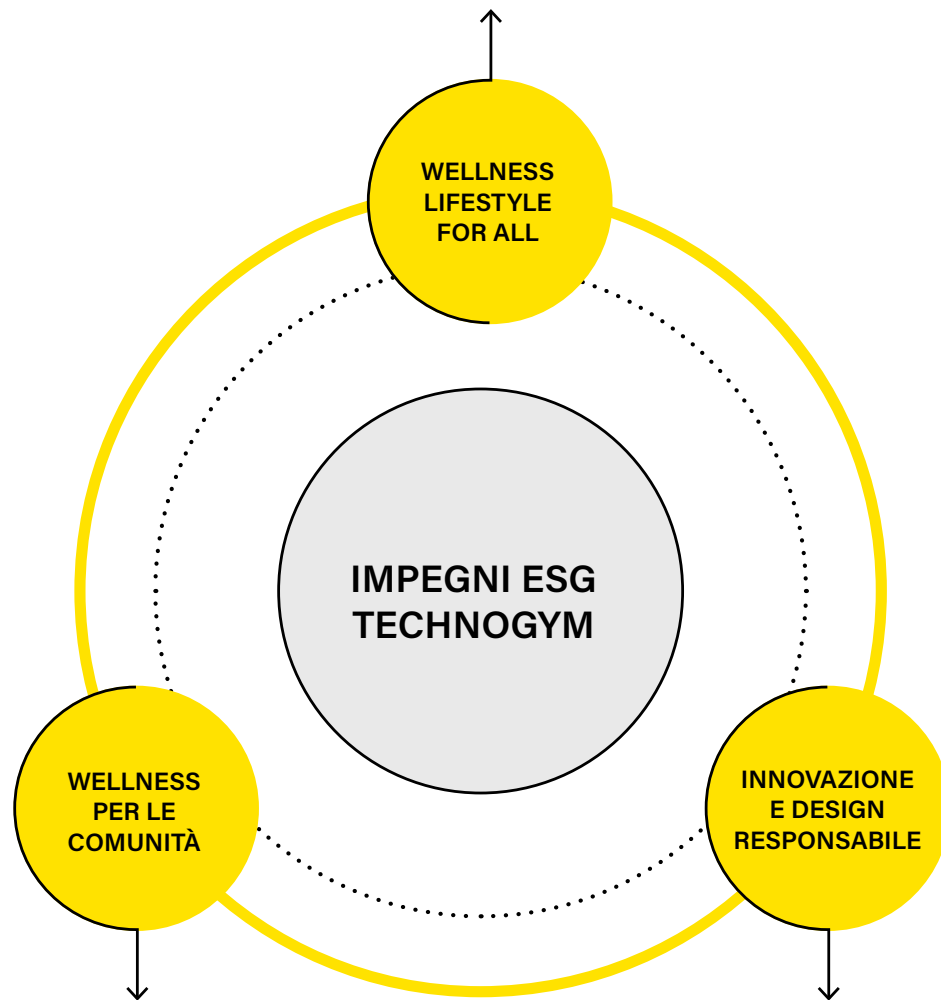 WELLNESS
LIFESTYLE
FOR ALL
IMPEGNI ESG
TECHNOGYM
WELLNESS
PER LE
COMUNITÀ
INNOVAZIONE
E DESIGN
RESPONSABILE